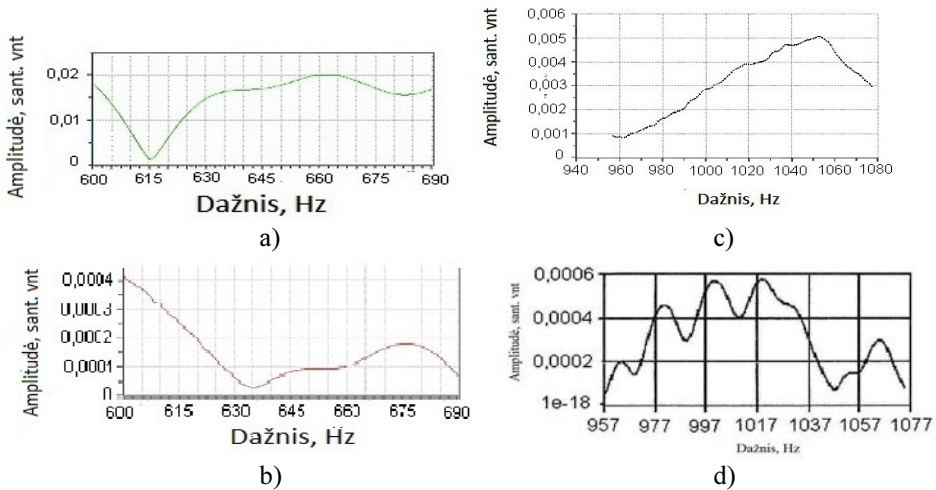 Amplitudė, sant. vnt
0,02
0,01
0
600 615 630 645 660 675 690
Dažnis, Hz
a)
c)
Amplitudė, sant. vnt
0,006
0,005
0,004
0,003
0,002
0,001
0
940 960 980 1000 1020 1040 1060 1080
Dažnis, Hz
Amplitudė, sant. vnt
0,0004
0,0003
0,0002
0,0001
0
600 615 630 645 660 675 690
Dažnis, Hz
b)
Amplitudė, sant. vnt
0,0006
0,0004
0,0002
1e-18
957 977 997 1017 1037 1057 1077
Dažnis, Hz
d)